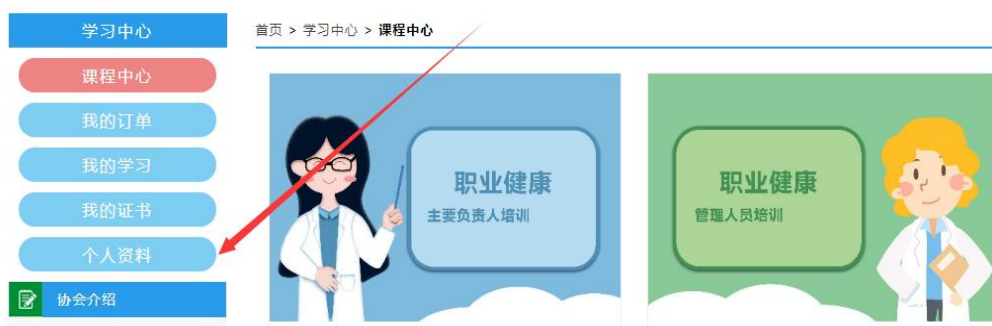 学习中心
首页 > 学习中心 > 课程中心
课程中心
我的订单
我的学习
我的证书
个人资料
协会介绍
职业健康
主要负责人培训
职业健康
管理人员培训